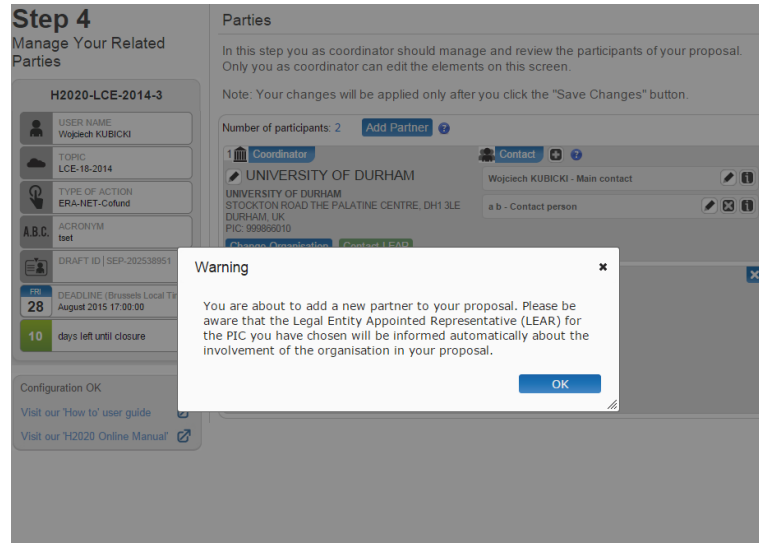 Step 4
Manage Your Related
Parties
H2020-LCE-2014-3
USER NAME
Wojciech KUBICKI
TOPIC
LCE-18-2014
TYPE OF ACTION
ERA-NET-Cofund
A.B.C.
ACRONYM
tset
DRAFT ID SEP-202538951
FRI
28
DEADLINE (Brussels Local
August 2015 17:00:00
10
days left until closure
Configuration OK
Visit our 'How to' user guide
Visit our 'H2020 Online Manual'
Parties
In this step you as coordinator should manage and review the participants of your proposal.
Only you as coordinator can edit the elements on this screen.
Note: Your changes will be applied only after you click the "Save Changes" button.
Number of participants: 2 Add Partner ?
1 Coordinator
UNIVERSITY OF DURHAM
UNIVERSITY OF DURHAM
STOCKTON ROAD THE PALATINE CENTRE, DH1 3LE
DURHAM, UK
PIC: 999866010
Change Organisation Contact LEAR
Contact ?
Wojciech KUBICKI - Main contact
a b - Contact person
Warning
You are about to add a new partner to your proposal. Please be
aware that the Legal Entity Appointed Representative (LEAR) for
the PIC you have chosen will be informed automatically about the
involvement of the organisation in your proposal.
OK